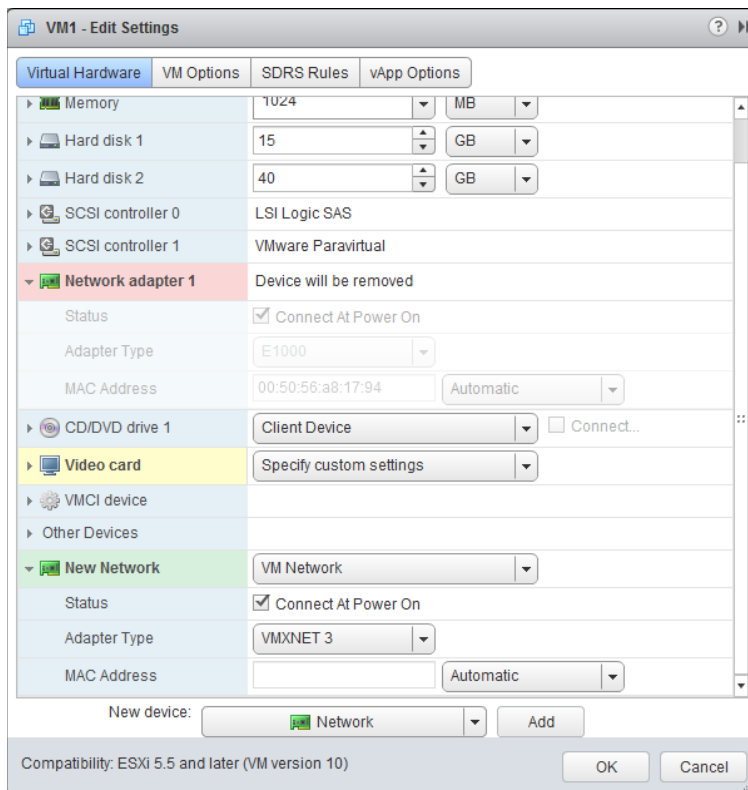 VM1 - Edit Settings
?
Virtual Hardware VM Options SDRS Rules vApp Options
Memory 1024 MB
Hard disk 1 15 GB
Hard disk 2 40 GB
SCSI controller 0 LSI Logic SAS
SCSI controller 1 VMware Paravirtual
Network adapter 1 Device will be removed
Status Connect At Power On
Adapter Type E1000
MAC Address 00:50:56:a8:17:94 Automatic
CD/DVD drive 1 Client Device Connect...
Video card Specify custom settings
VMCI device
Other Devices
New Network VM Network
Status Connect At Power On
Adapter Type VMXNET 3
MAC Address Automatic
New device: Network Add
Compatibility: ESXi 5.5 and later (VM version 10) OK Cancel